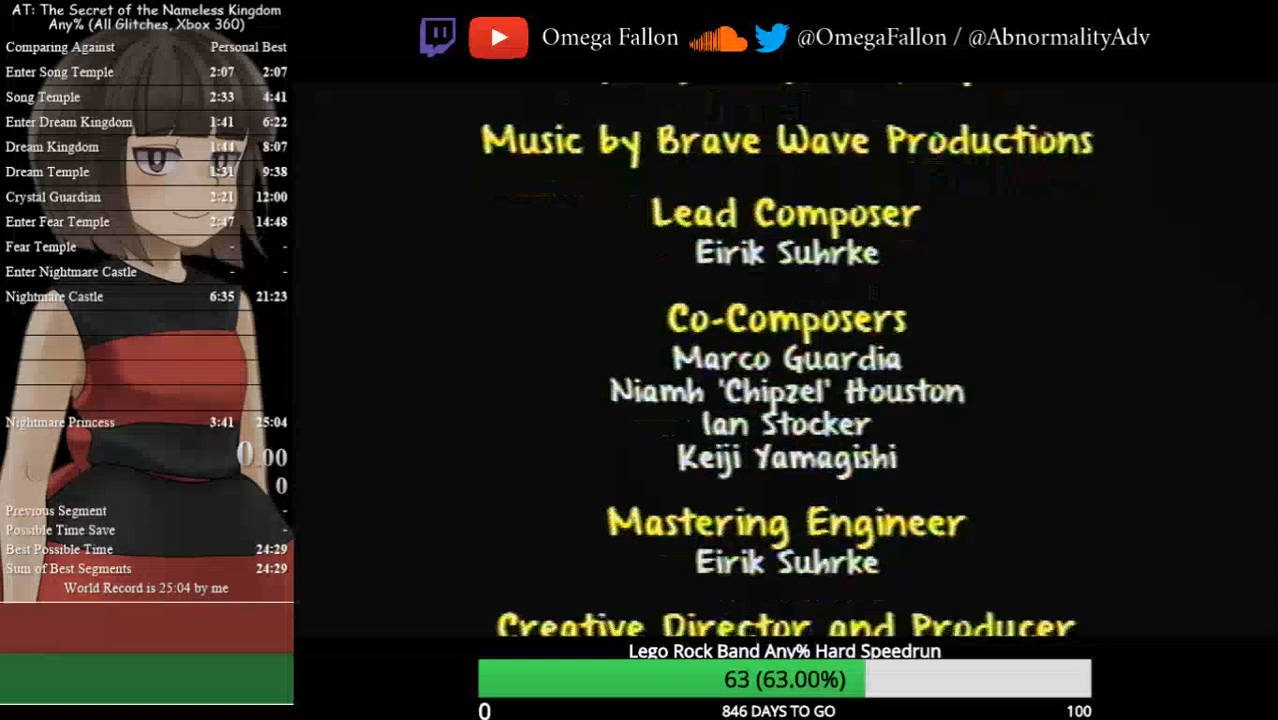 AT: The Secret of the Nameless Kingdom
Any% (All Glitches, Xbox 360)
Comparing Against Personal Best
Enter Song Temple 2:07 2:07
Song Temple 2:33 4:41
Enter Dream Kingdom 1:41 6:22
Dream Kingdom 1:44 8:07
Dream Temple 1:31 9:38
Crystal Guardian 2:21 12:00
Enter Fear Temple 2:47 14:48
Fear Temple - -
Enter Nightmare Castle - -
Nightmare Castle 6:35 21:23
Nightmare Princess 3:41 25:04
0.00
0
Previous Segment -
Possible Time Save -
Best Possible Time 24:29
Sum of Best Segments 24:29
World Record is 25:04 by me
Omega Fallon @OmegaFallon / @AbnormalityAdv
Music by Brave Wave Productions
Lead Composer
Eirik Suhrke
Co-Composers
Marco Guardia
Niamh 'Chipzel' Houston
Ian Stocker
Keiji Yamagishi
Mastering Engineer
Eirik Suhrke
Creative Director and Producer
Lego Rock Band Any% Hard Speedrun
63 (63.00%)
0 846 DAYS TO GO 100